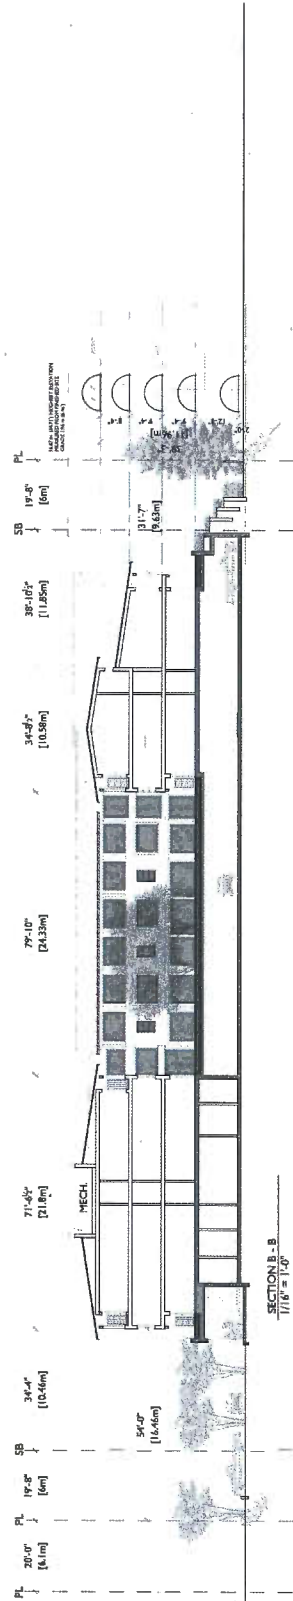 PL
20'-0"
[6.1m]
PL
19'-8"
[6m]
SB
34'-4"
[10.46m]
71'-6½"
[21.8m]
79'-10"
[24.33m]
34'-8½"
[10.58m]
38'-10½"
[11.85m]
SB
19'-8"
[6m]
PL
54'-0"
[16.46m]
MECH.
31'-7"
[9.63m]
SECTION B - B
1/16" = 1'-0"